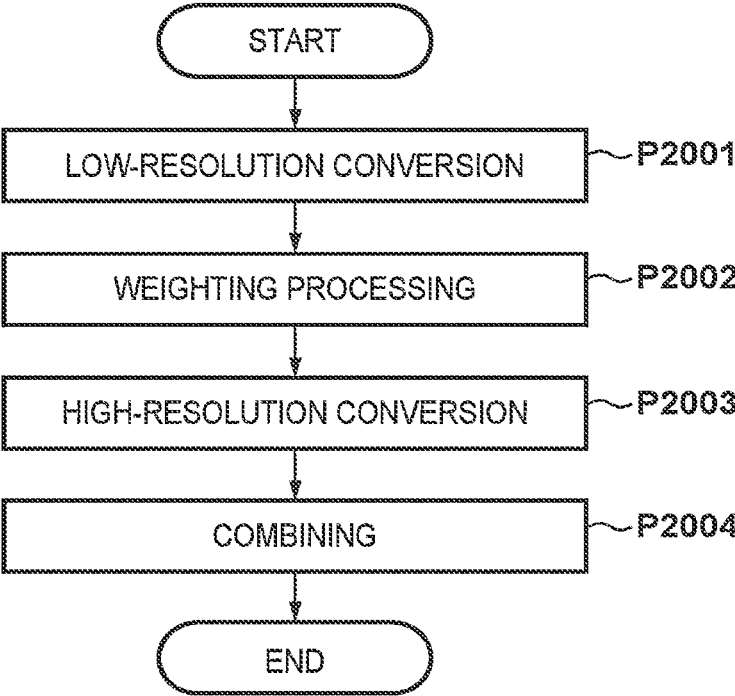 START
LOW-RESOLUTION CONVERSION
P2001
WEIGHTING PROCESSING
P2002
HIGH-RESOLUTION CONVERSION
P2003
COMBINING
P2004
END